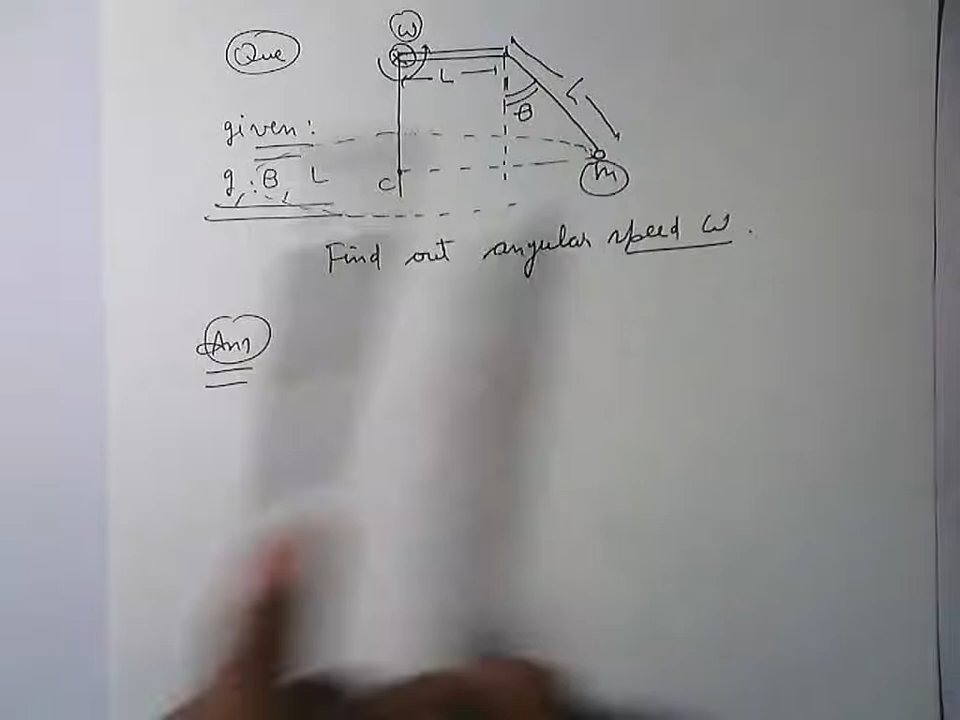 Que
ω
L
L
θ
given:
g, θ, L
C
m
Find out angular speed ω.
Ans